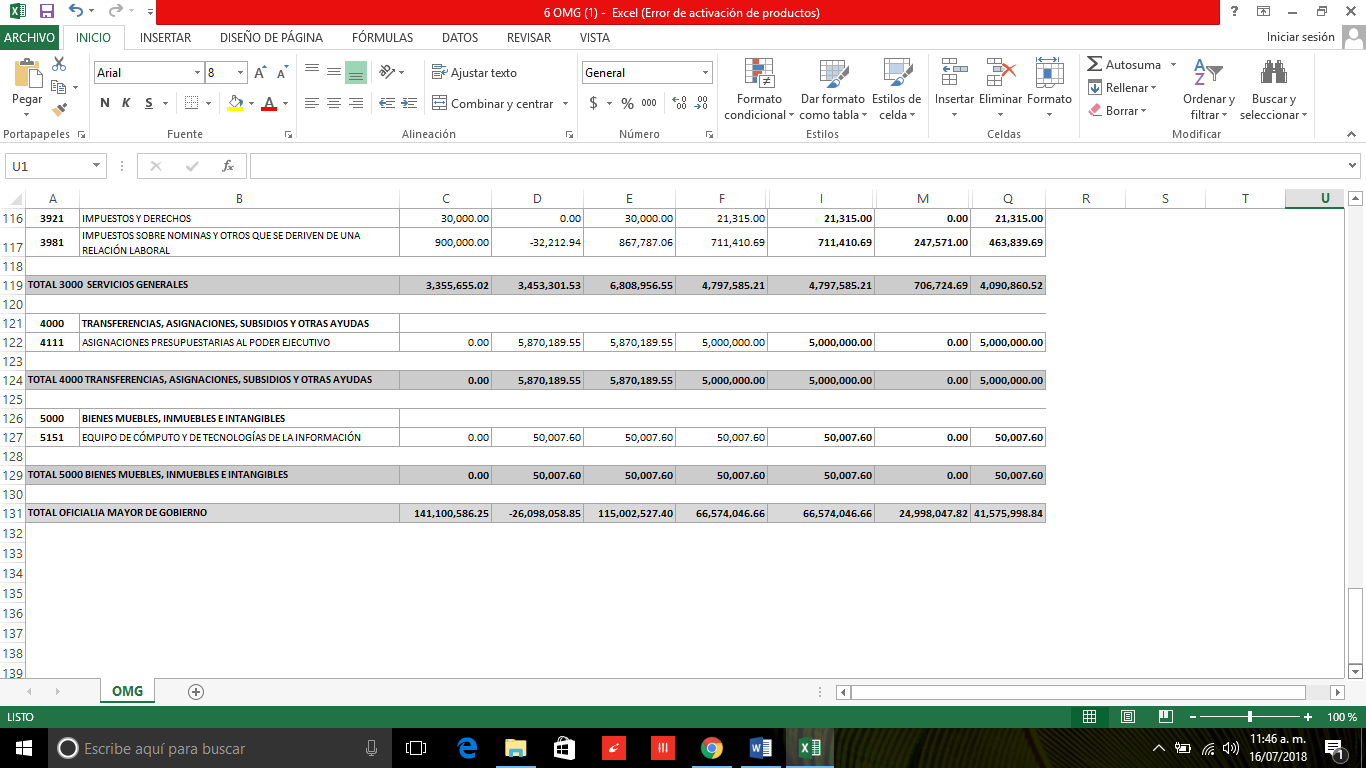 6 OMG (1) - Excel (Error de activación de productos)
ARCHIVO INICIO INSERTAR DISEÑO DE PÁGINA FÓRMULAS DATOS REVISAR VISTA Iniciar sesión
Arial 8 Ajustar texto General Autosuma
Pegar N K S Combinar y centrar $ % 000 Formato condicional Dar formato como tabla Estilos de celda Insertar Eliminar Formato Rellenar Borrar Ordenar y filtrar Buscar y seleccionar
Portapapeles Fuente Alineación Número Estilos Celdas Modificar
U1 fx
A B C D E F I M Q R S T U
116 3921 IMPUESTOS Y DERECHOS 30,000.00 0.00 30,000.00 21,315.00 21,315.00 0.00 21,315.00
117 3981 IMPUESTOS SOBRE NOMINAS Y OTROS QUE SE DERIVEN DE UNA
RELACIÓN LABORAL 900,000.00 -32,212.94 867,787.06 711,410.69 711,410.69 247,571.00 463,839.69
118
119 TOTAL 3000 SERVICIOS GENERALES 3,355,655.02 3,453,301.53 6,808,956.55 4,797,585.21 4,797,585.21 706,724.69 4,090,860.52
120
121 4000 TRANSFERENCIAS, ASIGNACIONES, SUBSIDIOS Y OTRAS AYUDAS
122 4111 ASIGNACIONES PRESUPUESTARIAS AL PODER EJECUTIVO 0.00 5,870,189.55 5,870,189.55 5,000,000.00 5,000,000.00 0.00 5,000,000.00
123
124 TOTAL 4000 TRANSFERENCIAS, ASIGNACIONES, SUBSIDIOS Y OTRAS AYUDAS 0.00 5,870,189.55 5,870,189.55 5,000,000.00 5,000,000.00 0.00 5,000,000.00
125
126 5000 BIENES MUEBLES, INMUEBLES E INTANGIBLES
127 5151 EQUIPO DE CÓMPUTO Y DE TECNOLOGÍAS DE LA INFORMACIÓN 0.00 50,007.60 50,007.60 50,007.60 50,007.60 0.00 50,007.60
128
129 TOTAL 5000 BIENES MUEBLES, INMUEBLES E INTANGIBLES 0.00 50,007.60 50,007.60 50,007.60 50,007.60 0.00 50,007.60
130
131 TOTAL OFICIALIA MAYOR DE GOBIERNO 141,100,586.25 -26,098,058.85 115,002,527.40 66,574,046.66 66,574,046.66 24,998,047.82 41,575,998.84
132
133
134
135
136
137
138
139
OMG
LISTO 100 %
Escribe aquí para buscar 11:46 a. m.
16/07/2018 1